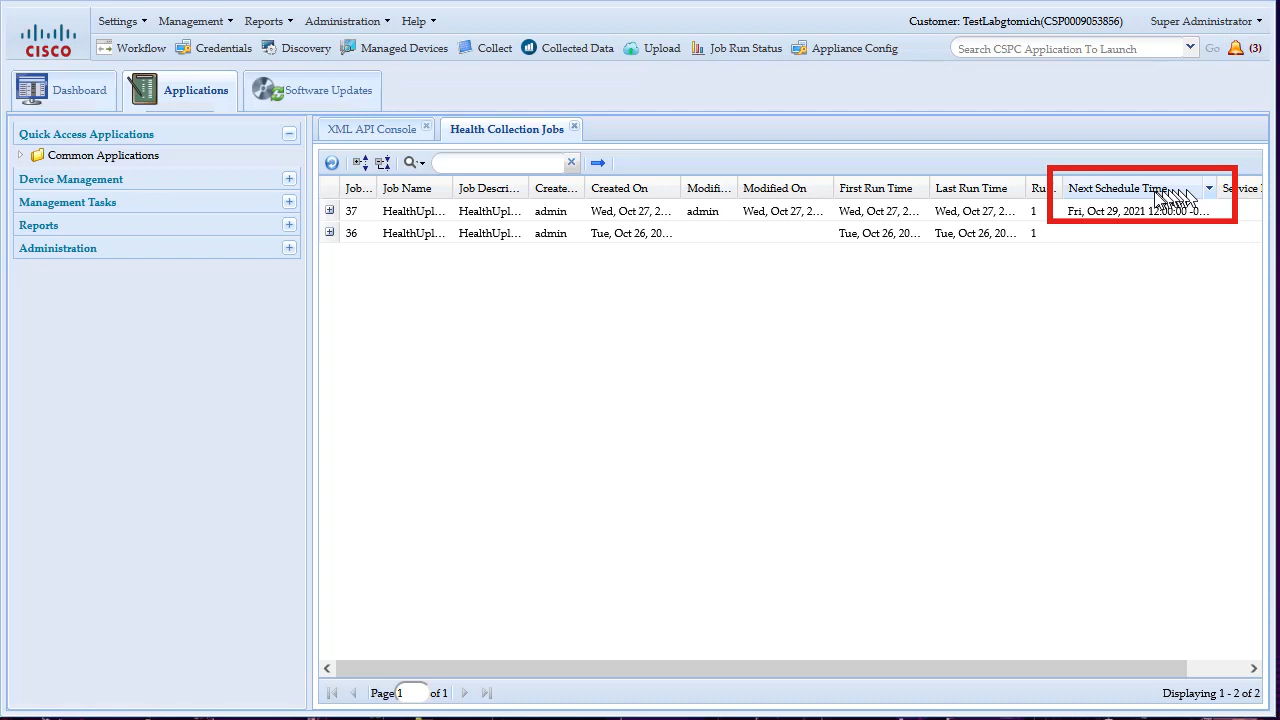 Settings Management Reports Administration Help Customer: TestLabgtomich(CSP0009053856) Super Administrator
CISCO
Workflow Credentials Discovery Managed Devices Collect Collected Data Upload Job Run Status Appliance Config Search CSPC Application To Launch Go (3)
Dashboard Applications Software Updates
Quick Access Applications
Common Applications
Device Management
Management Tasks
Reports
Administration
XML API Console Health Collection Jobs
Job... Job Name Job Descri... Create... Created On Modifi... Modified On First Run Time Last Run Time Ru... Next Schedule Time Service
37 HealthUpl... HealthUpl... admin Wed, Oct 27, 2... admin Wed, Oct 27, 2... Wed, Oct 27, 2... Wed, Oct 27, 2... 1 Fri, Oct 29, 2021 12:00:00 -0...
36 HealthUpl... HealthUpl... admin Tue, Oct 26, 20... Tue, Oct 26, 20... Tue, Oct 26, 20... 1
Page 1 of 1 Displaying 1 - 2 of 2